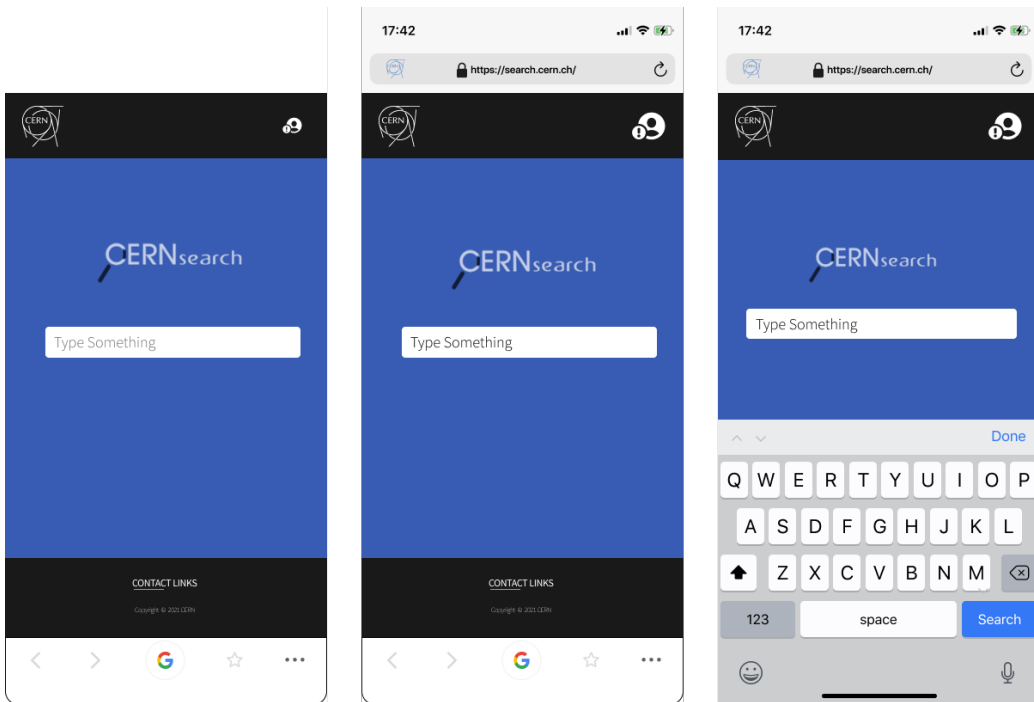 CERN
CERNsearch
Type Something
CONTACT LINKS
Copyright © 2021 CERN
17:42
https://search.cern.ch/
CERN
CERN
CERNsearch
Type Something
CONTACT LINKS
Copyright © 2021 CERN
17:42
https://search.cern.ch/
CERN
CERN
CERNsearch
Type Something
Done
Q W E R T Y U I O P
A S D F G H J K L
Z X C V B N M
123 space Search